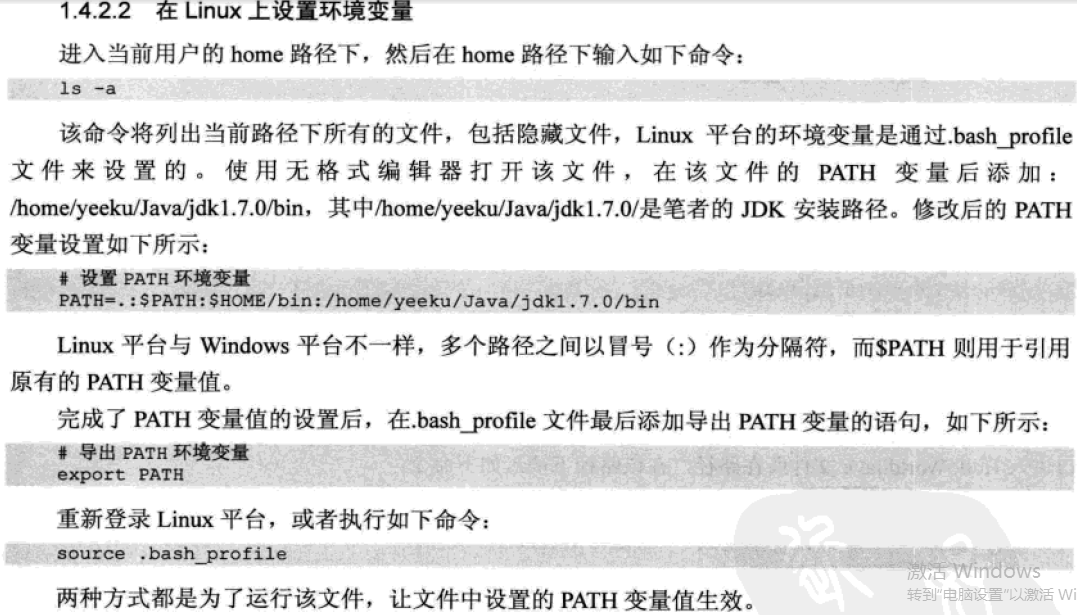 1.4.2.2 在 Linux 上设置环境变量
进入当前用户的 home 路径下，然后在 home 路径下输入如下命令：
ls -a
该命令将列出当前路径下所有的文件，包括隐藏文件，Linux 平台的环境变量是通过.bash_profile
文件来设置的。使用无格式编辑器打开该文件，在该文件的 PATH 变量后添加：
/home/yeeku/Java/jdk1.7.0/bin，其中/home/yeeku/Java/jdk1.7.0/是笔者的 JDK 安装路径。修改后的 PATH
变量设置如下所示：
# 设置 PATH 环境变量
PATH=.:$PATH:$HOME/bin:/home/yeeku/Java/jdk1.7.0/bin
Linux 平台与 Windows 平台不一样，多个路径之间以冒号（:）作为分隔符，而$PATH 则用于引用
原有的 PATH 变量值。
完成了 PATH 变量值的设置后，在.bash_profile 文件最后添加导出 PATH 变量的语句，如下所示：
# 导出 PATH 环境变量
export PATH
重新登录 Linux 平台，或者执行如下命令：
source .bash_profile
激活 Windows
转到“电脑设置”以激活 Wi
两种方式都是为了运行该文件，让文件中设置的 PATH 变量值生效。